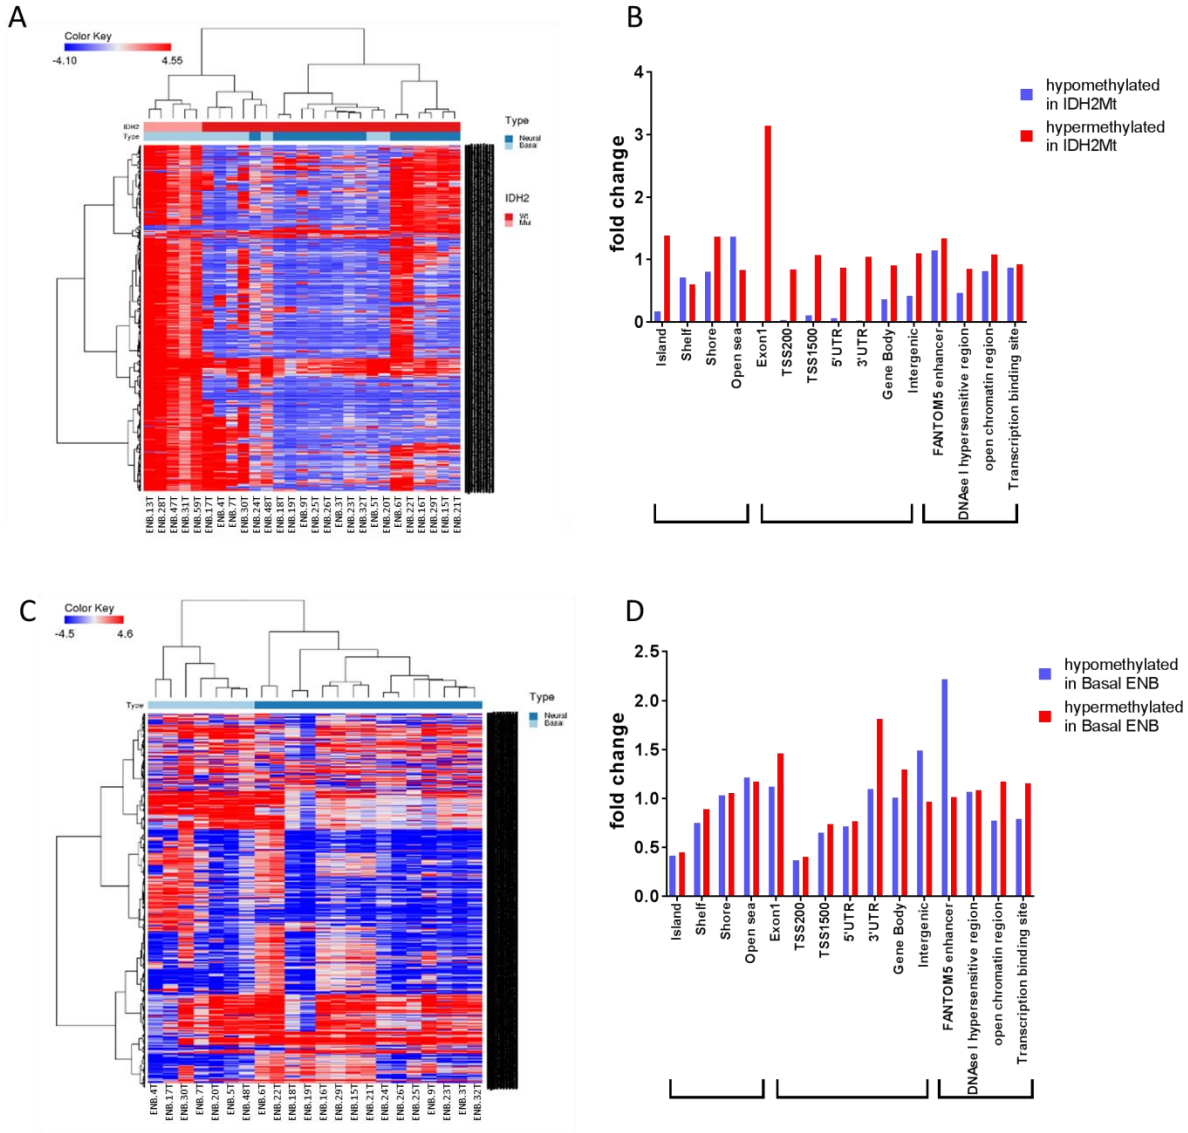 A
Color Key
-4.10 4.55
IDH2
Type
Type
Neural
Basal
IDH2
Wt
Mut
ENB.13T
ENB.28T
ENB.47T
ENB.31T
ENB.59T
ENB.17T
ENB.4T
ENB.7T
ENB.30T
ENB.24T
ENB.48T
ENB.18T
ENB.19T
ENB.9T
ENB.25T
ENB.26T
ENB.3T
ENB.23T
ENB.32T
ENB.5T
ENB.20T
ENB.6T
ENB.22T
ENB.16T
ENB.29T
ENB.15T
ENB.21T
B
fold change
4
3
2
1
0
hypomethylated
in IDH2Mt
hypermethylated
in IDH2Mt
Island
Shelf
Shore
Open sea
Exon1
TSS200
TSS1500
5'UTR
3'UTR
Gene Body
Intergenic
FANTOM5 enhancer
DNAse I hypersensitive region
open chromatin region
Transcription binding site
C
Color Key
-4.5 4.6
Type
Type
Neural
Basal
ENB.4T
ENB.17T
ENB.30T
ENB.7T
ENB.20T
ENB.5T
ENB.48T
ENB.6T
ENB.22T
ENB.18T
ENB.19T
ENB.16T
ENB.29T
ENB.15T
ENB.21T
ENB.24T
ENB.26T
ENB.25T
ENB.9T
ENB.23T
ENB.3T
ENB.32T
D
fold change
2.5
2.0
1.5
1.0
0.5
0.0
hypomethylated
in Basal ENB
hypermethylated
in Basal ENB
Island
Shelf
Shore
Open sea
Exon1
TSS200
TSS1500
5'UTR
3'UTR
Gene Body
Intergenic
FANTOM5 enhancer
DNAse I hypersensitive region
open chromatin region
Transcription binding site